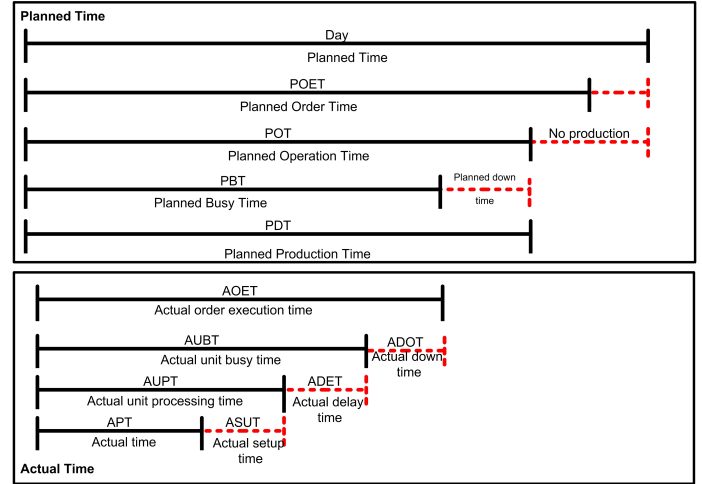 Planned Time
Day
Planned Time
POET
Planned Order Time
POT
No production
Planned Operation Time
PBT
Planned down
time
Planned Busy Time
PDT
Planned Production Time
AOET
Actual order execution time
AUBT
ADOT
Actual unit busy time
Actual down
time
AUPT
ADET
Actual unit processing time
Actual delay
time
APT
ASUT
Actual time
Actual setup
time
Actual Time